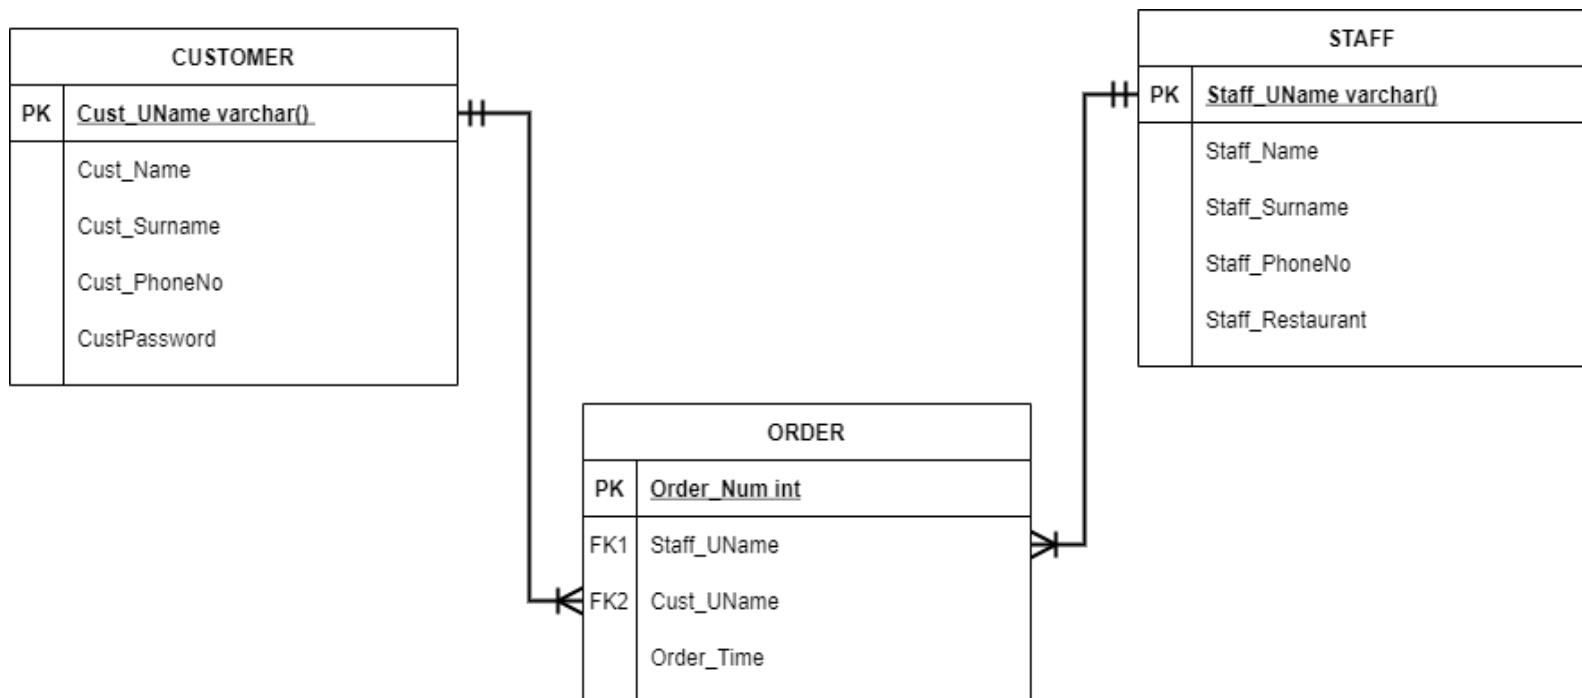 CUSTOMER
PK Cust_UName varchar()
Cust_Name
Cust_Surname
Cust_PhoneNo
CustPassword
STAFF
PK Staff_UName varchar()
Staff_Name
Staff_Surname
Staff_PhoneNo
Staff_Restaurant
ORDER
PK Order_Num int
FK1 Staff_UName
FK2 Cust_UName
Order_Time